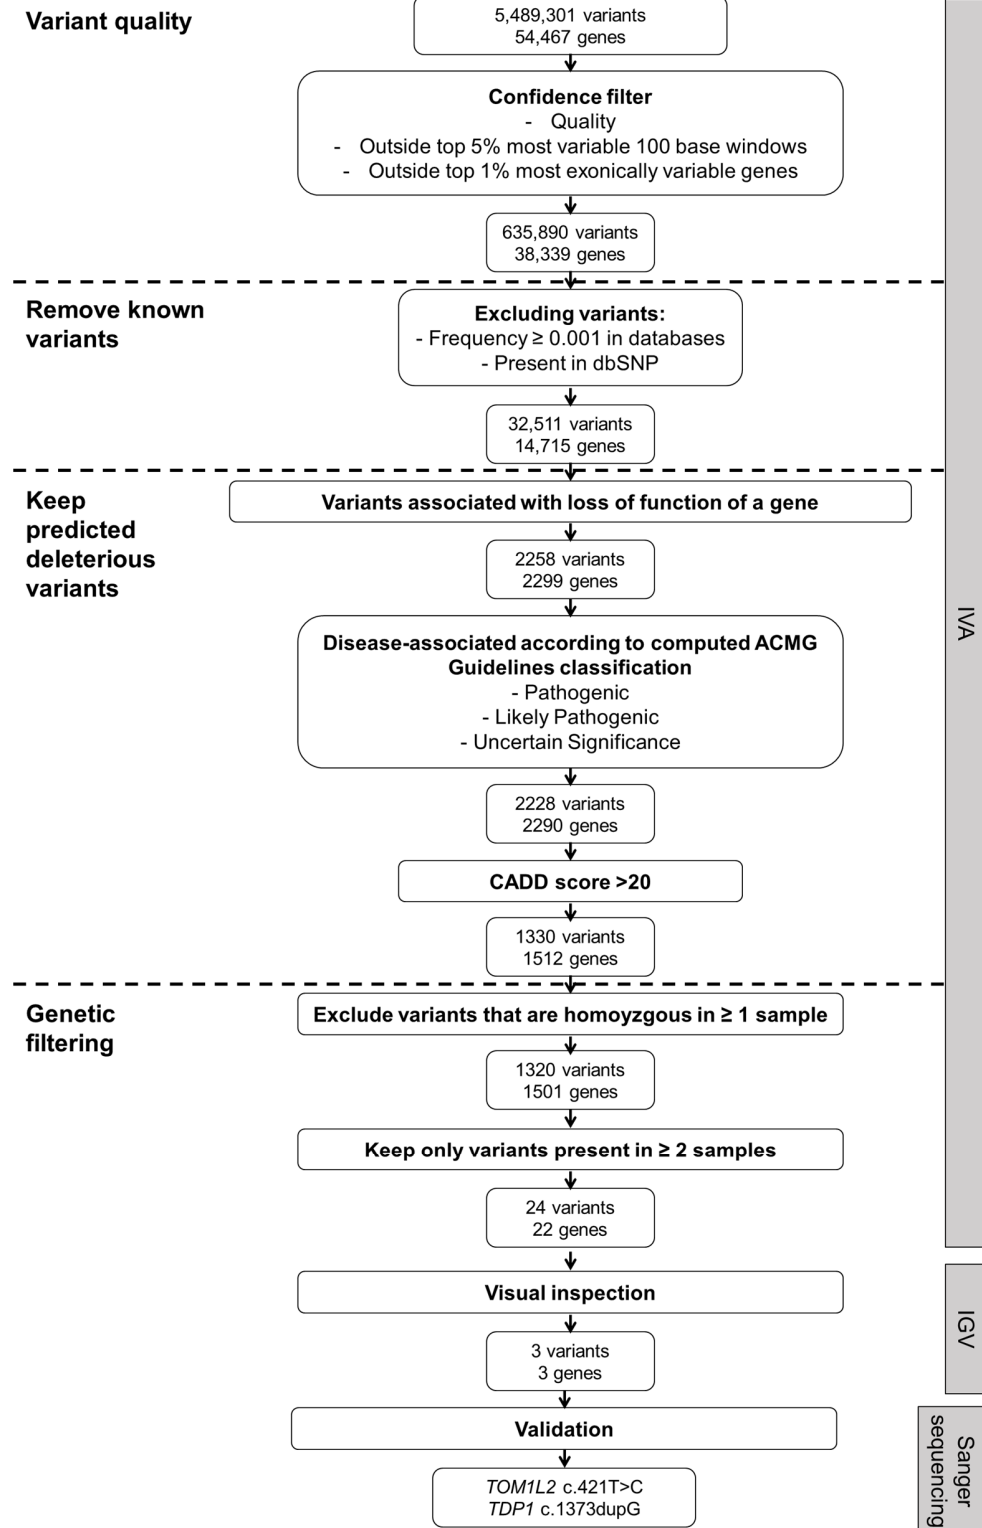 Variant quality
5,489,301 variants
54,467 genes
Confidence filter
- Quality
- Outside top 5% most variable 100 base windows
- Outside top 1% most exonically variable genes
635,890 variants
38,339 genes
Remove known
variants
Excluding variants:
- Frequency ≥ 0.001 in databases
- Present in dbSNP
32,511 variants
14,715 genes
Keep
predicted
deleterious
variants
Variants associated with loss of function of a gene
2258 variants
2299 genes
Disease-associated according to computed ACMG
Guidelines classification
- Pathogenic
- Likely Pathogenic
- Uncertain Significance
2228 variants
2290 genes
CADD score >20
1330 variants
1512 genes
IVA
Genetic
filtering
Exclude variants that are homoyzgous in ≥ 1 sample
1320 variants
1501 genes
Keep only variants present in ≥ 2 samples
24 variants
22 genes
Visual inspection
3 variants
3 genes
IGV
Validation
TOM1L2 c.421T>C
TDP1 c.1373dupG
Sanger
sequencing